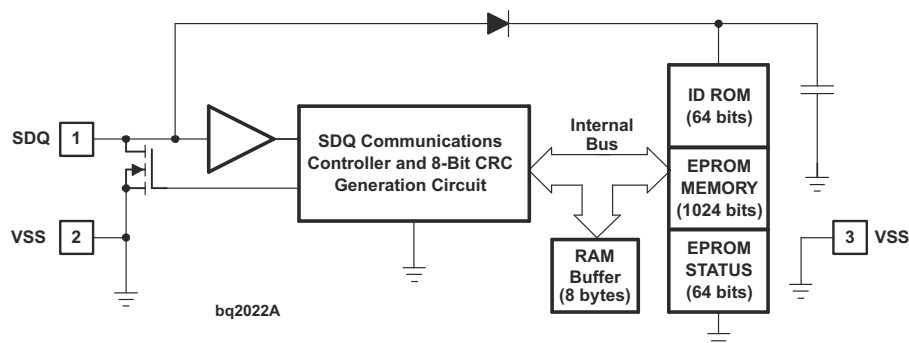 SDQ
1
SDQ Communications
Controller and 8-Bit CRC
Generation Circuit
Internal
Bus
ID ROM
(64 bits)
EPROM
MEMORY
(1024 bits)
EPROM
STATUS
(64 bits)
RAM
Buffer
(8 bytes)
VSS
2
3
VSS
bq2022A